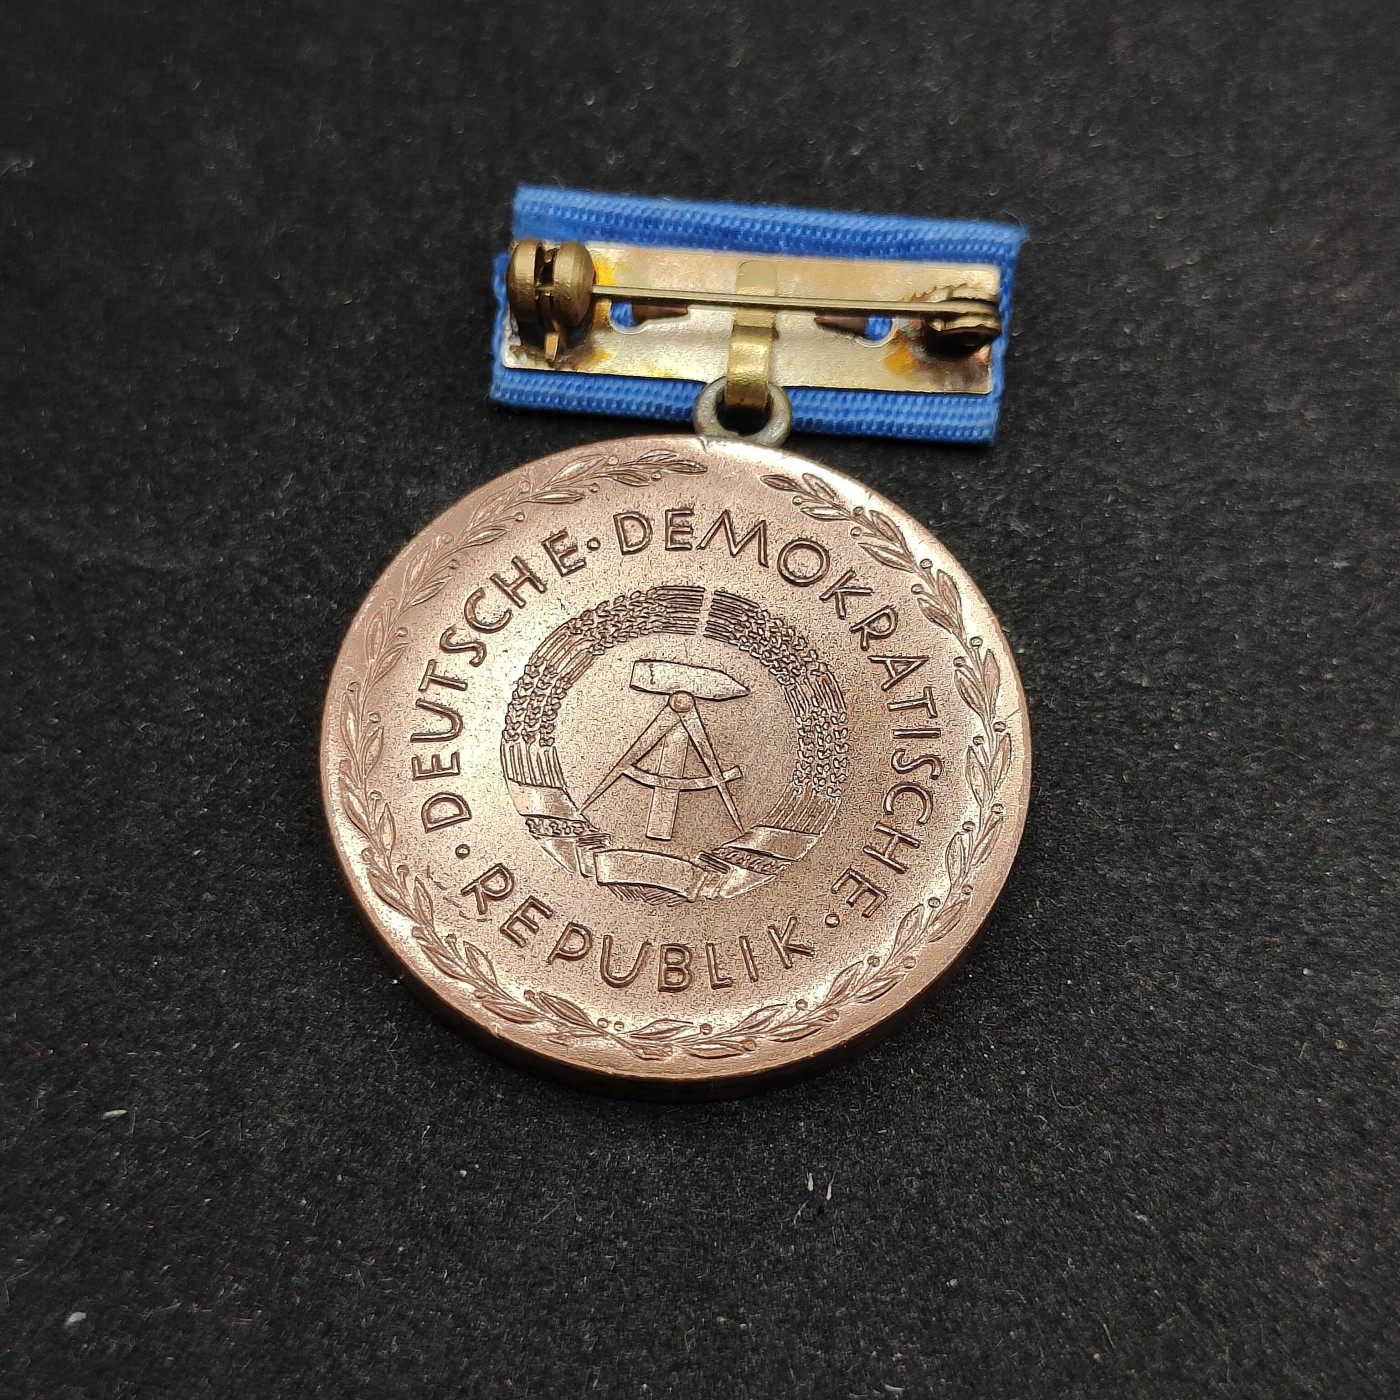 DEUTSCHE · DEMOKRATISCHE · REPUBLIK ·